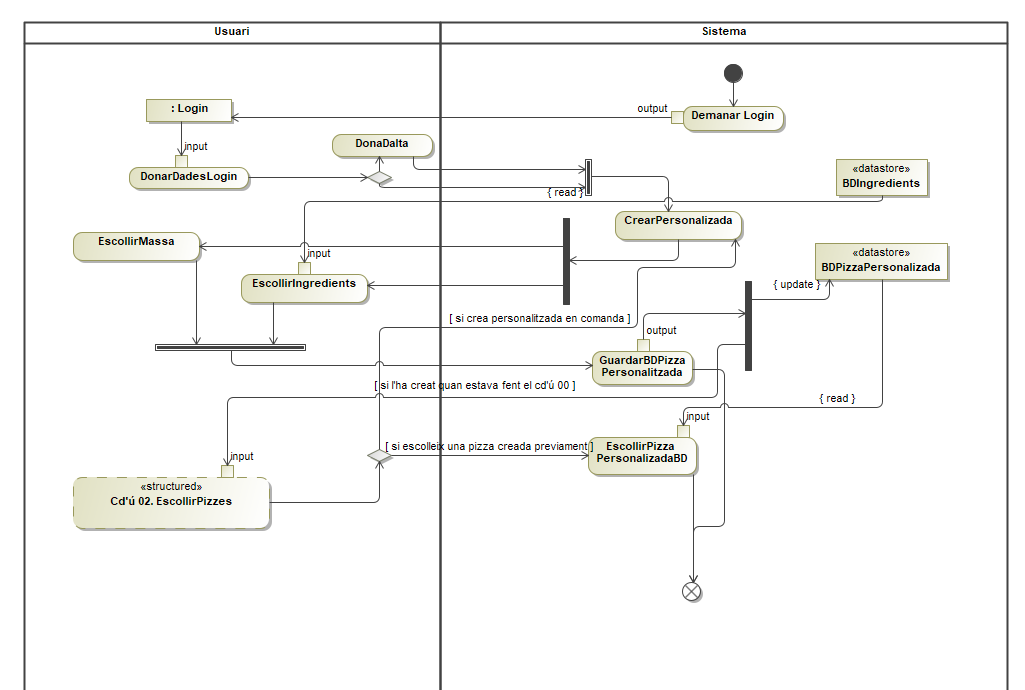 Usuari
Sistema
output
: Login
Demanar Login
input
DonaDalta
DonarDadesLogin
«datastore»
BDIngredients
{ read }
CrearPersonalizada
EscollirMassa
input
EscollirIngredients
«datastore»
BDPizzaPersonalizada
{ update }
[ si crea personalitzada en comanda ]
output
GuardarBDPizza
Personalitzada
[ si l'ha creat quan estava fent el cd'ú 00 ]
{ read }
input
[ si escolleix una pizza creada previament ]
EscollirPizza
PersonalizadaBD
input
«structured»
Cd'ú 02. EscollirPizzes